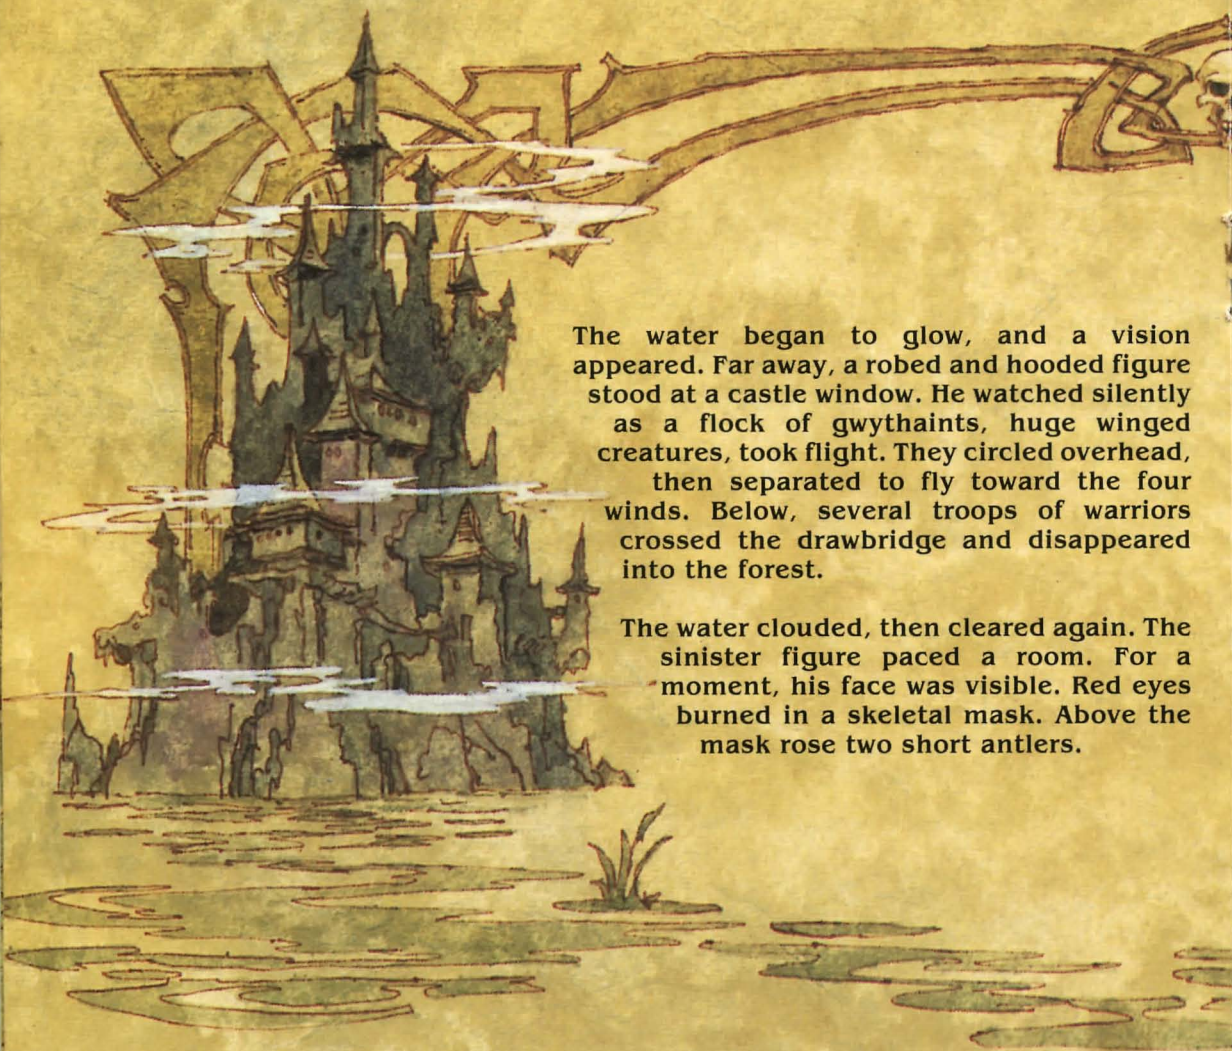 The water began to glow, and a vision
appeared. Far away, a robed and hooded figure
stood at a castle window. He watched silently
as a flock of gwythaints, huge winged
creatures, took flight. They circled overhead,
then separated to fly toward the four
winds. Below, several troops of warriors
crossed the drawbridge and disappeared
into the forest.
The water clouded, then cleared again. The
sinister figure paced a room. For a
moment, his face was visible. Red eyes
burned in a skeletal mask. Above the
mask rose two short antlers.